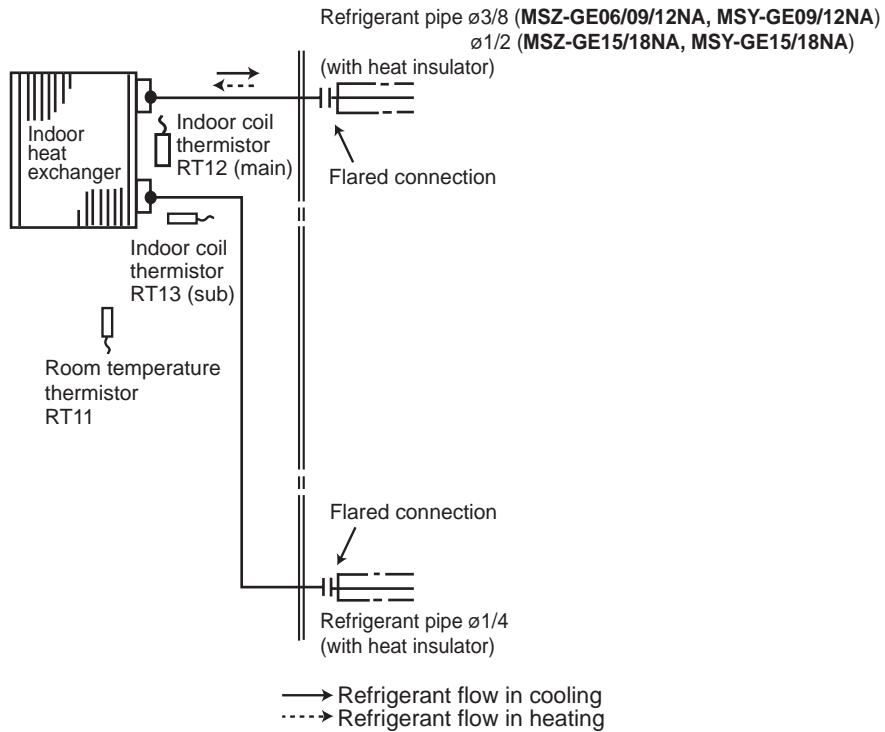 Refrigerant pipe ø3/8 (MSZ-GE06/09/12NA, MSY-GE09/12NA)
ø1/2 (MSZ-GE15/18NA, MSY-GE15/18NA)
(with heat insulator)
Indoor
heat
exchanger
Indoor coil
thermistor
RT12 (main)
Flared connection
Indoor coil
thermistor
RT13 (sub)
Room temperature
thermistor
RT11
Flared connection
Refrigerant pipe ø1/4
(with heat insulator)
Refrigerant flow in cooling
Refrigerant flow in heating